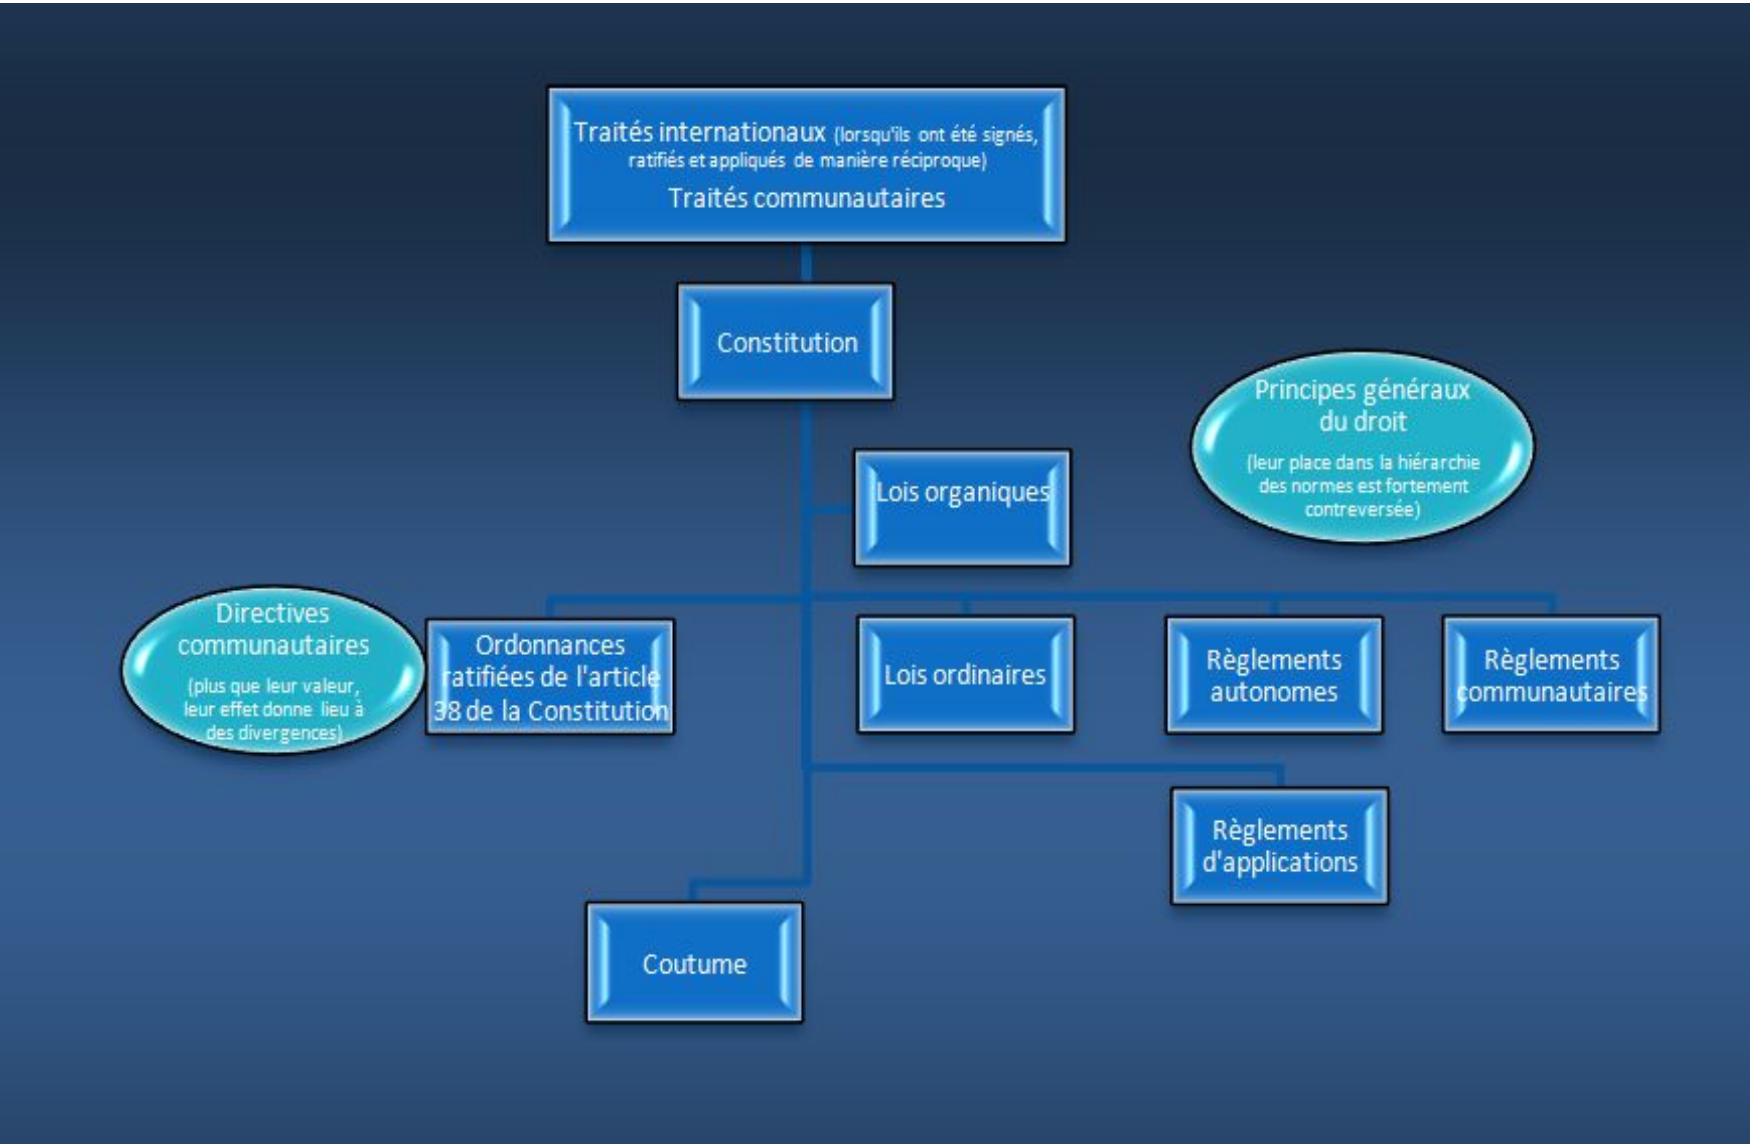 Traités internationaux (lorsqu'ils ont été signés,
ratifiés et appliqués de manière réciproque)
Traités communautaires
Constitution
Principes généraux
du droit
(leur place dans la hiérarchie
des normes est fortement
contreversée)
Lois organiques
Directives
communautaires
(plus que leur valeur,
leur effet donne lieu à
des divergences)
Ordonnances
ratifiées de l'article
38 de la Constitution
Lois ordinaires
Règlements
autonomes
Règlements
communautaires
Règlements
d'applications
Coutume